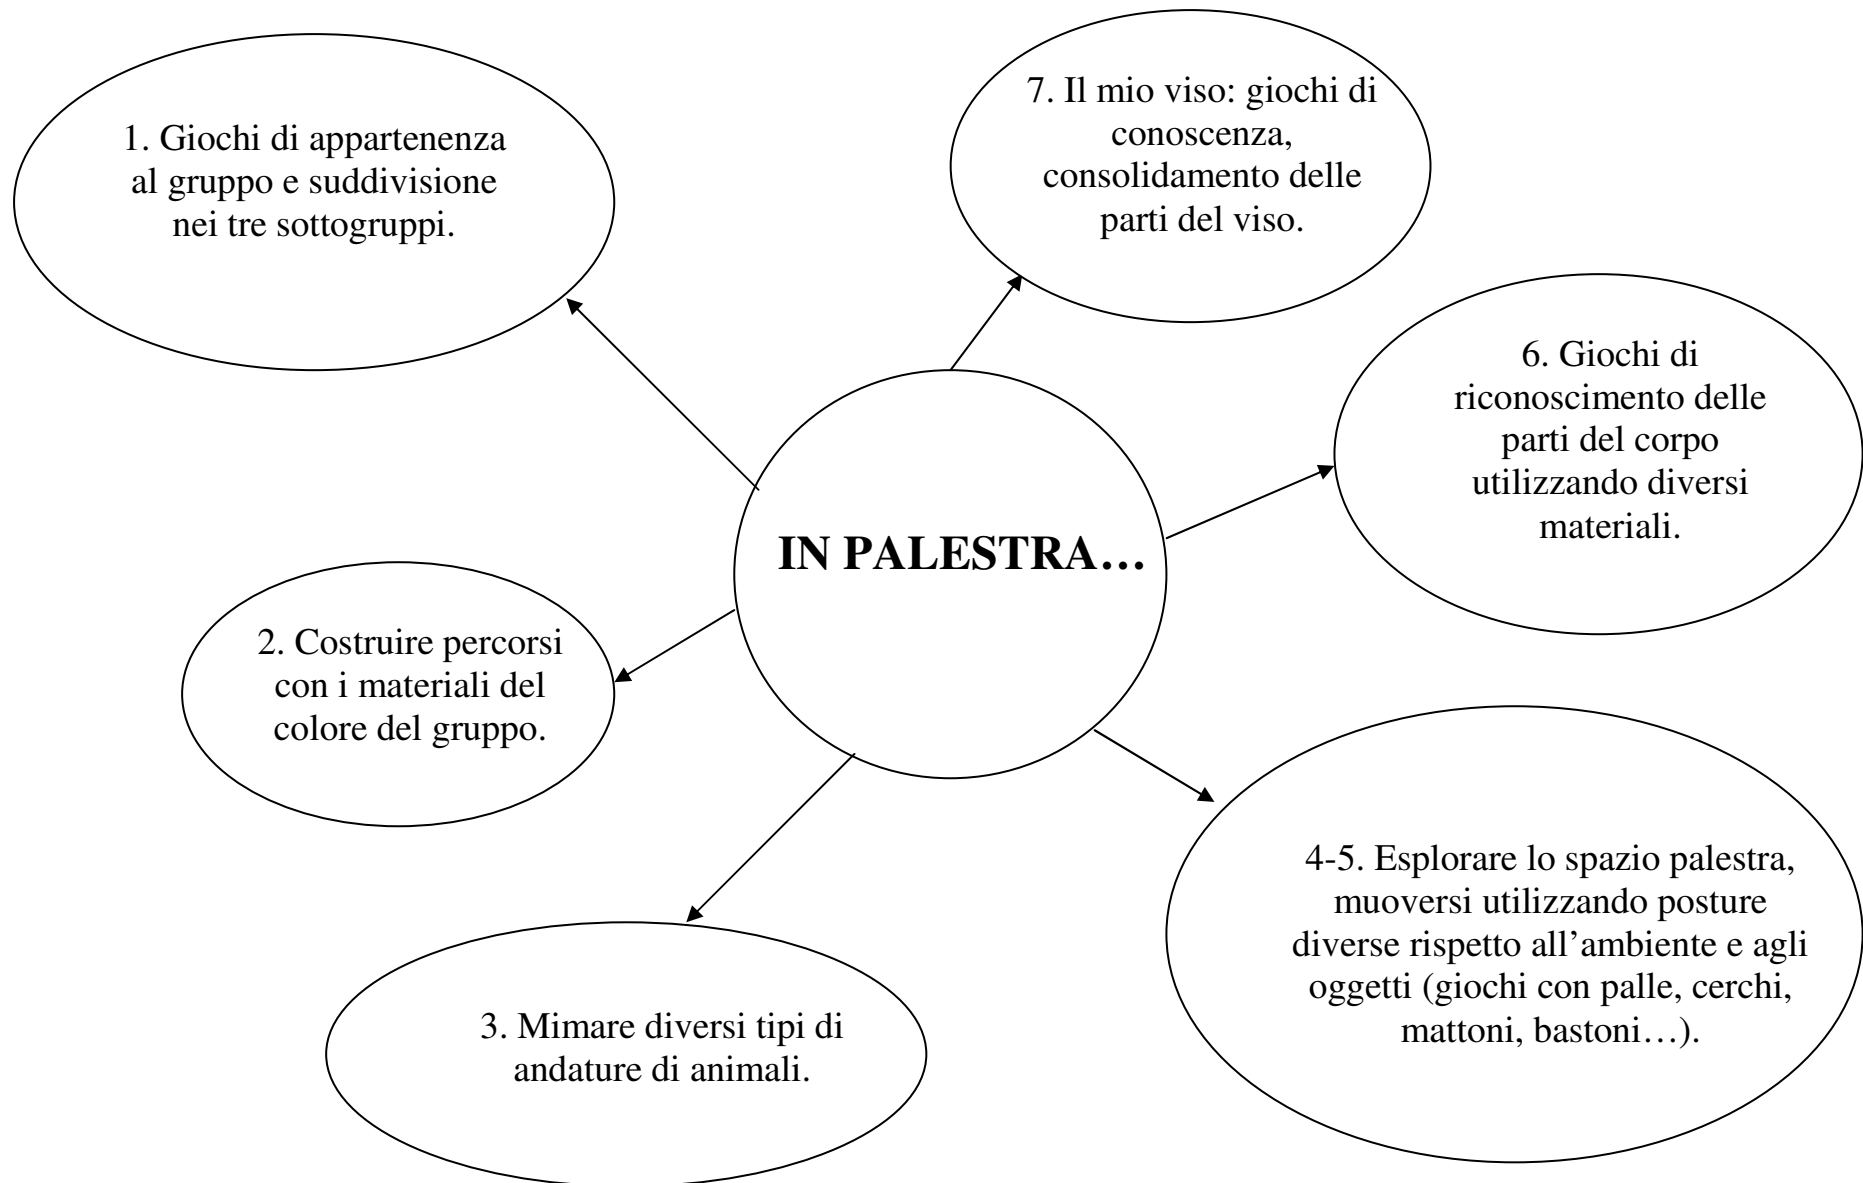 1. Giochi di appartenenza
al gruppo e suddivisione
nei tre sottogruppi.
7. Il mio viso: giochi di
conoscenza,
consolidamento delle
parti del viso.
6. Giochi di
riconoscimento delle
parti del corpo
utilizzando diversi
materiali.
IN PALESTRA…
2. Costruire percorsi
con i materiali del
colore del gruppo.
4-5. Esplorare lo spazio palestra,
muoversi utilizzando posture
diverse rispetto all’ambiente e agli
oggetti (giochi con palle, cerchi,
mattoni, bastoni…).
3. Mimare diversi tipi di
andature di animali.